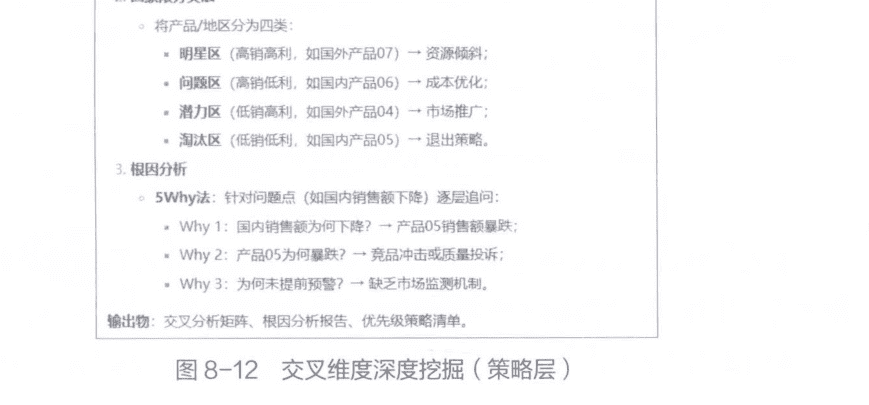 将产品/地区分为四类：
明星区（高销高利，如国外产品07）→ 资源倾斜；
问题区（高销低利，如国内产品06）→ 成本优化；
潜力区（低销高利，如国外产品04）→ 市场推广；
淘汰区（低销低利，如国内产品05）→ 退出策略。
3. 根因分析
5Why法：针对问题点（如国内销售额下降）逐层追问：
Why 1：国内销售额为何下降？→ 产品05销售额暴跌；
Why 2：产品05为何暴跌？→ 竞品冲击或质量投诉；
Why 3：为何未提前预警？→ 缺乏市场监测机制。
输出物：交叉分析矩阵、根因分析报告、优先级策略清单。
图 8-12 交叉维度深度挖掘（策略层）